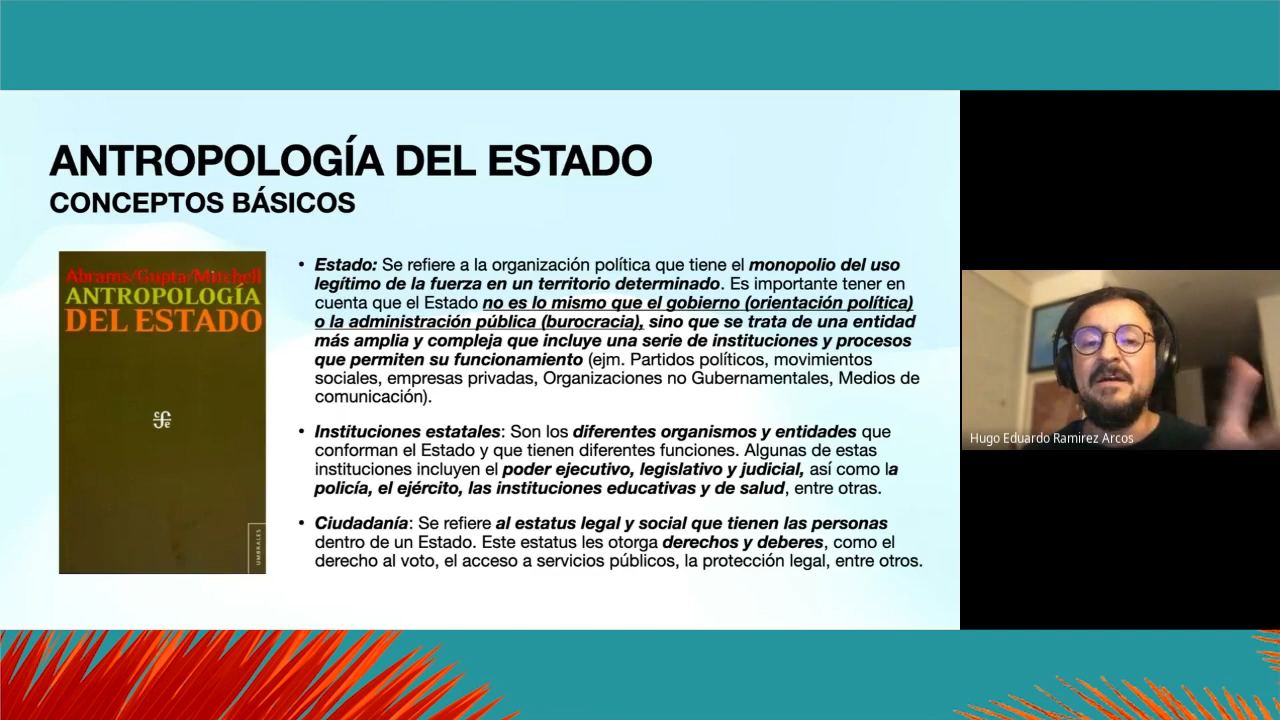 ANTROPOLOGÍA DEL ESTADO
CONCEPTOS BÁSICOS
Abrams/Gupta/Mitchell
ANTROPOLOGÍA
DEL ESTADO
cfe
UMBRALES
• Estado: Se refiere a la organización política que tiene el monopolio del uso
legítimo de la fuerza en un territorio determinado. Es importante tener en
cuenta que el Estado no es lo mismo que el gobierno (orientación política)
o la administración pública (burocracia), sino que se trata de una entidad
más amplia y compleja que incluye una serie de instituciones y procesos
que permiten su funcionamiento (ejm. Partidos políticos, movimientos
sociales, empresas privadas, Organizaciones no Gubernamentales, Medios de
comunicación).
• Instituciones estatales: Son los diferentes organismos y entidades que
conforman el Estado y que tienen diferentes funciones. Algunas de estas
instituciones incluyen el poder ejecutivo, legislativo y judicial, así como la
policía, el ejército, las instituciones educativas y de salud, entre otras.
• Ciudadanía: Se refiere al estatus legal y social que tienen las personas
dentro de un Estado. Este estatus les otorga derechos y deberes, como el
derecho al voto, el acceso a servicios públicos, la protección legal, entre otros.
Hugo Eduardo Ramirez Arcos